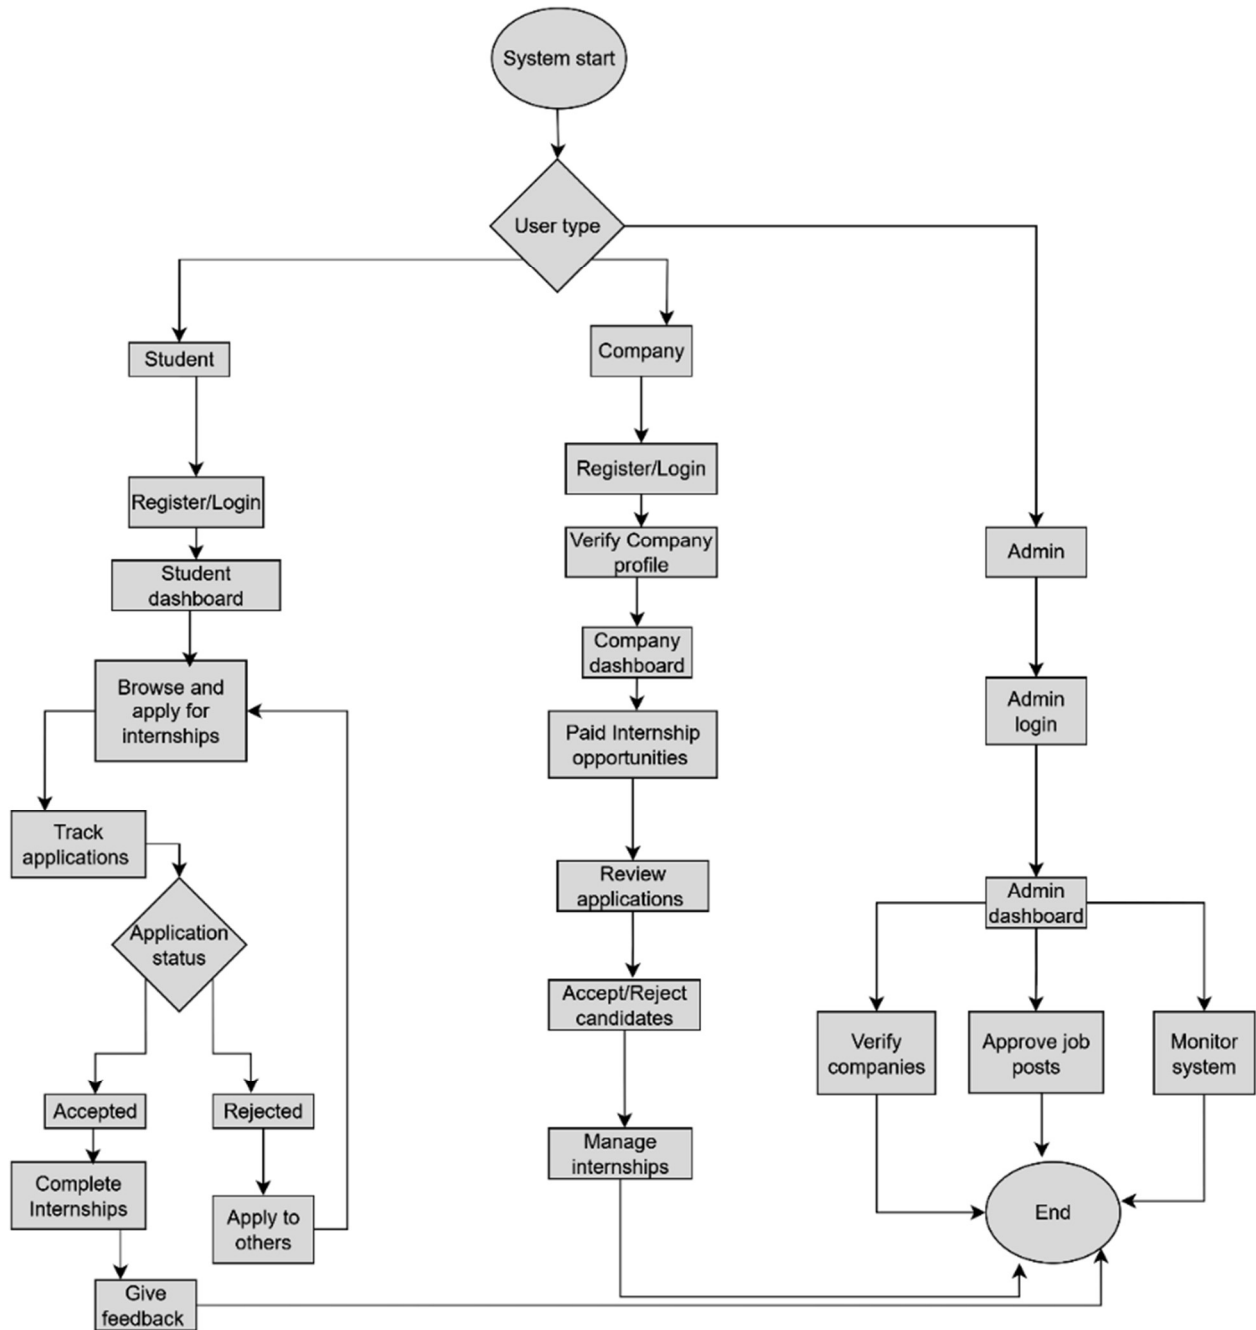 System start
User type
Student
Register/Login
Student
dashboard
Browse and
apply for
internships
Track
applications
Application
status
Accepted
Rejected
Complete
Internships
Apply to
others
Give
feedback
Company
Register/Login
Verify Company
profile
Company
dashboard
Paid Internship
opportunities
Review
applications
Accept/Reject
candidates
Manage
internships
Admin
Admin
login
Admin
dashboard
Verify
companies
Approve job
posts
Monitor
system
End